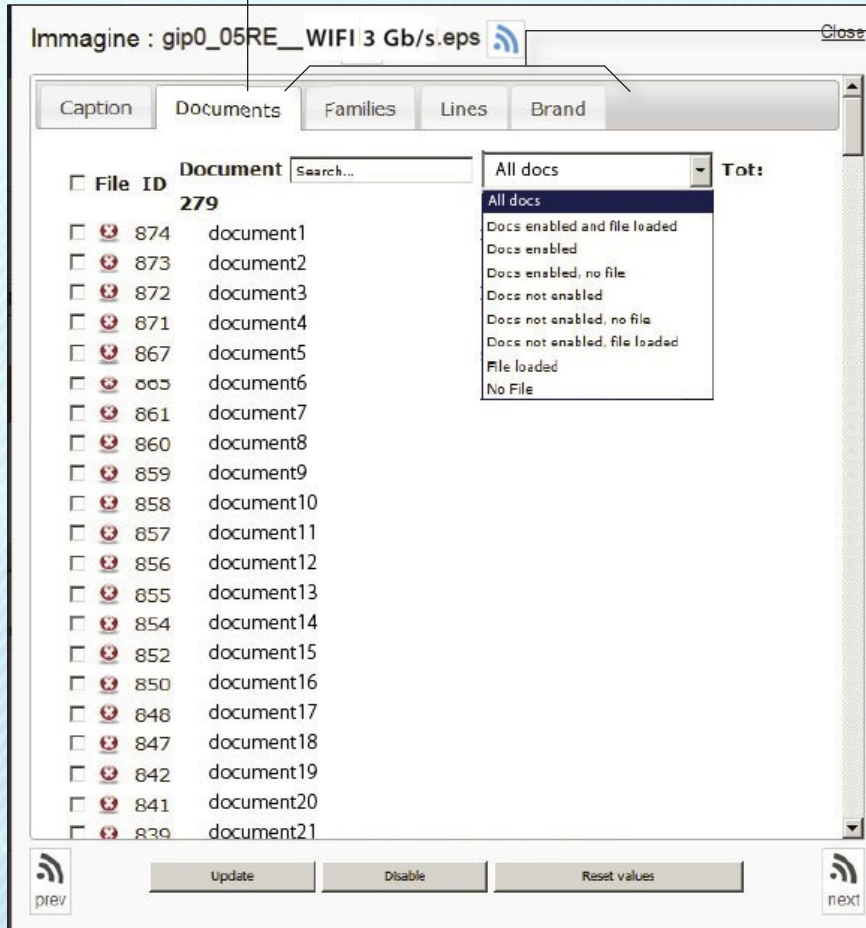 Immagine : gip0_05RE__WIFI 3 Gb/s.eps
Close
Caption Documents Families Lines Brand
File ID Document Search... All docs Tot:
279
All docs
Docs enabled and file loaded
Docs enabled
Docs enabled, no file
Docs not enabled
Docs not enabled, no file
Docs not enabled, file loaded
File loaded
No File
874 document1
873 document2
872 document3
871 document4
867 document5
865 document6
861 document7
860 document8
859 document9
858 document10
857 document11
856 document12
855 document13
854 document14
852 document15
850 document16
848 document17
847 document18
842 document19
841 document20
839 document21
prev Update Disable Reset values next